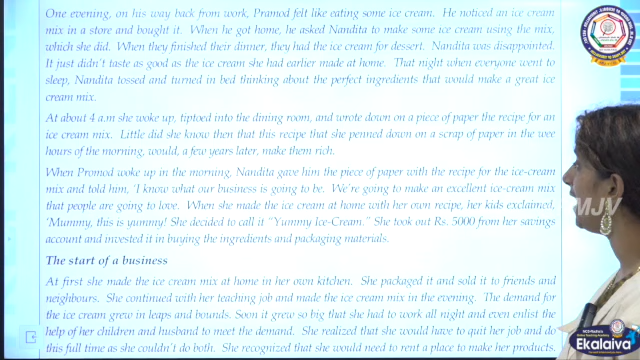 One evening, on his way back from work, Pramod felt like eating some ice cream. He noticed an ice cream
mix in a store and bought it. When he got home, he asked Nandita to make some ice cream using the mix,
which she did. When they finished their dinner, they had the ice cream for dessert. Nandita was disappointed.
It just didn't taste as good as the ice cream she had earlier made at home. That night when everyone went to
sleep, Nandita tossed and turned in bed thinking about the perfect ingredients that would make a great ice
cream mix.
At about 4 a.m she woke up, tiptoed into the dining room, and wrote down on a piece of paper the recipe for an
ice cream mix. Little did she know then that this recipe that she penned down on a scrap of paper in the wee
hours of the morning, would, a few years later, make them rich.
When Promod woke up in the morning, Nandita gave him the piece of paper with the recipe for the ice-cream
mix and told him, 'I know what our business is going to be. We're going to make an excellent ice-cream mix
that people are going to love. When she made the ice cream at home with her own recipe, her kids exclaimed,
'Mummy, this is yummy! She decided to call it "Yummy Ice-Cream." She took out Rs. 5000 from her savings
account and invested it in buying the ingredients and packaging materials.
MJV
The start of a business
At first she made the ice cream mix at home in her own kitchen. She packaged it and sold it to friends and
neighbours. She continued with her teaching job and made the ice cream mix in the evening. The demand for
the ice cream grew in leaps and bounds. Soon it grew so big that she had to work all night and even enlist the
help of her children and husband to meet the demand. She realized that she would have to quit her job and do
this full time as she couldn't do both. She recognized that she would need to rent a place to make her products.
Ekalaiva